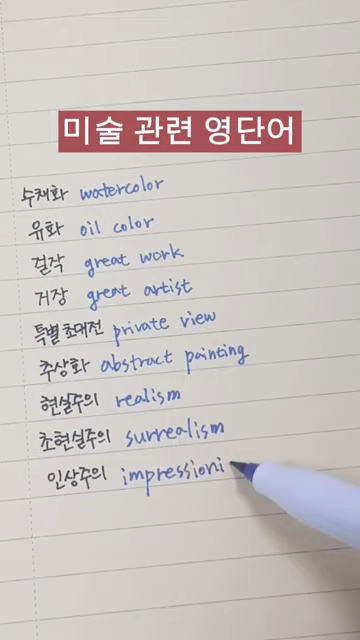 미술 관련 영단어
수채화 watercolor
유화 oil color
걸작 great work
거장 great artist
특별 초대전 private view
추상화 abstract painting
현실주의 realism
초현실주의 surrealism
인상주의 impressioni